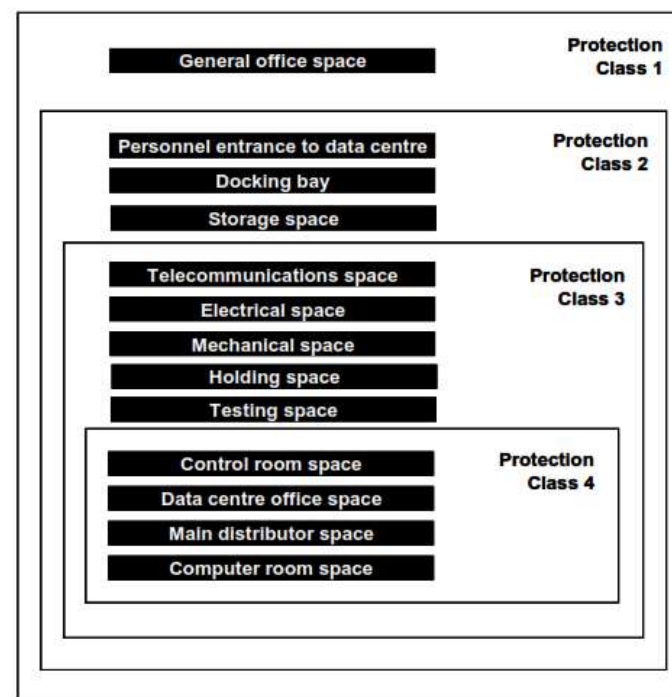 General office space
Protection
Class 1
Personnel entrance to data centre
Protection
Class 2
Docking bay
Storage space
Telecommunications space
Protection
Class 3
Electrical space
Mechanical space
Holding space
Testing space
Control room space
Protection
Class 4
Data centre office space
Main distributor space
Computer room space